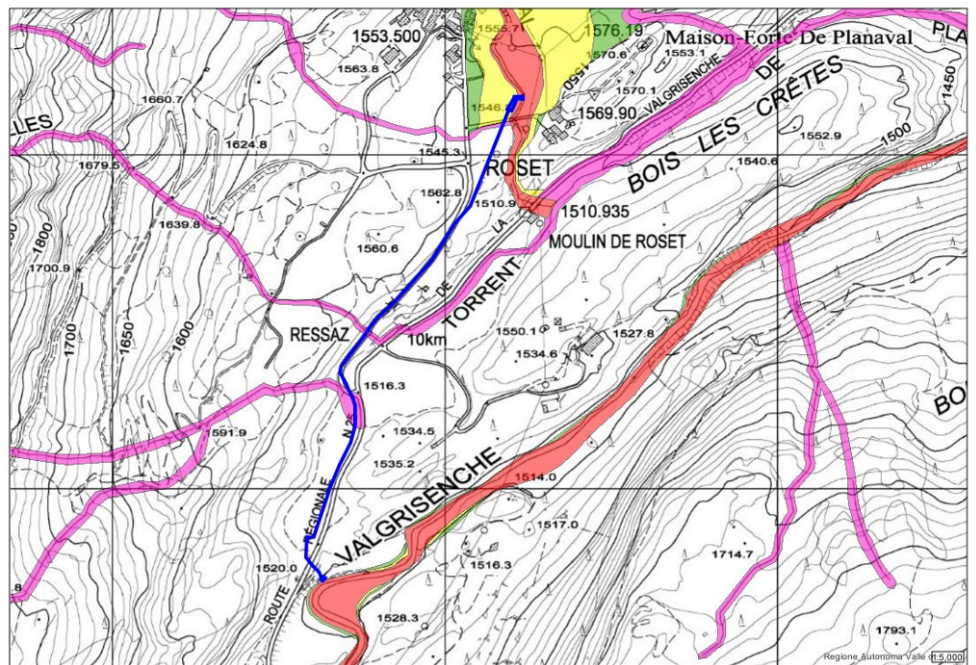 1555.7
1576.19
Maison-Forte De Planaval
PLA
1553.500
1570.6
1553.1
1563.8
1550
1570.1
VALGRISENCHE
DE
1450
1660.7
1546.
1569.90
BOIS LES CRÊTES
1552.9
LLES
1624.8
1545.3
1500
1679.5
ROSET
1540.6
1562.8
1510.9
1510.935
1639.8
LA
MOULIN DE ROSET
1800
1560.6
1700.9
DE
TORRENT
1700
1650
1600
RESSAZ
10km
1550.1
1527.8
1534.6
1516.3
BO
1591.9
1534.5
N.25
1535.2
VALGRISENCHE
1514.0
RÉGIONALE
1517.0
1520.0
1516.3
1714.7
8
ROUTE
1528.3
1793.1
Regione Autonoma Valle d
1:5.000